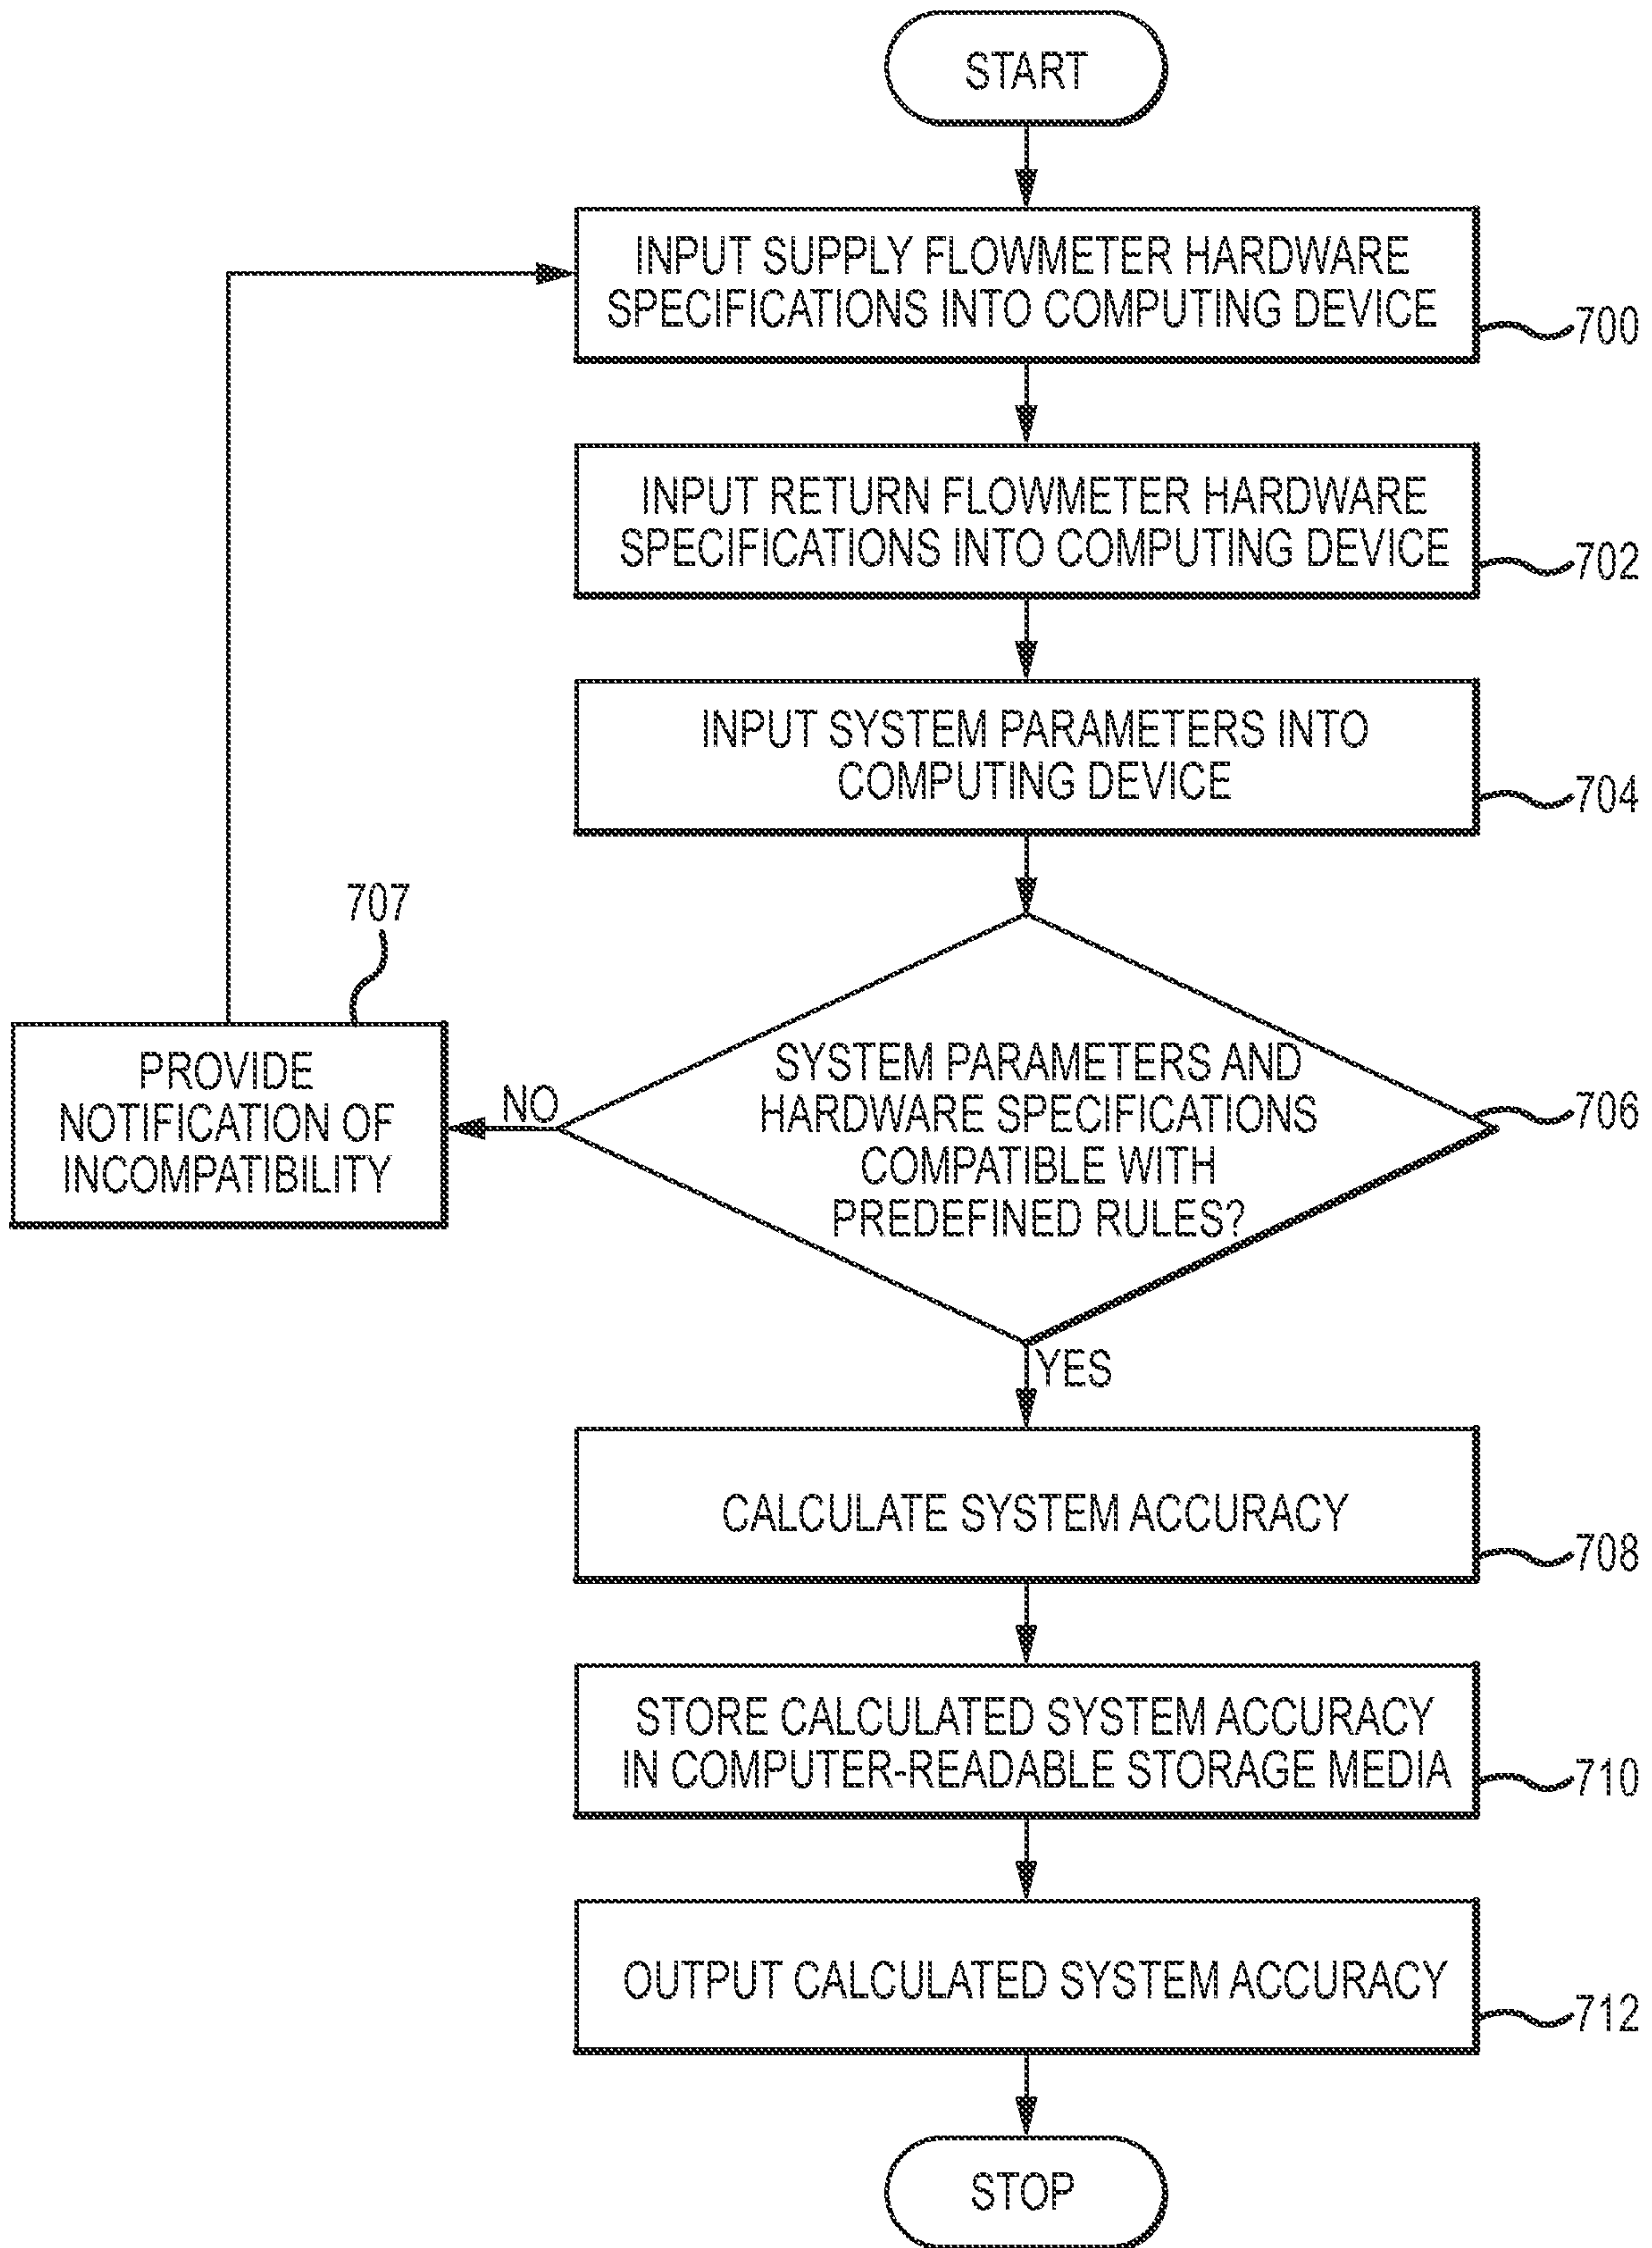 START
INPUT SUPPLY FLOWMETER HARDWARE
SPECIFICATIONS INTO COMPUTING DEVICE
700
INPUT RETURN FLOWMETER HARDWARE
SPECIFICATIONS INTO COMPUTING DEVICE
702
INPUT SYSTEM PARAMETERS INTO
COMPUTING DEVICE
704
707
PROVIDE
NOTIFICATION OF
INCOMPATIBILITY
NO
SYSTEM PARAMETERS AND
HARDWARE SPECIFICATIONS
COMPATIBLE WITH
PREDEFINED RULES?
706
YES
CALCULATE SYSTEM ACCURACY
708
STORE CALCULATED SYSTEM ACCURACY
IN COMPUTER-READABLE STORAGE MEDIA
710
OUTPUT CALCULATED SYSTEM ACCURACY
712
STOP